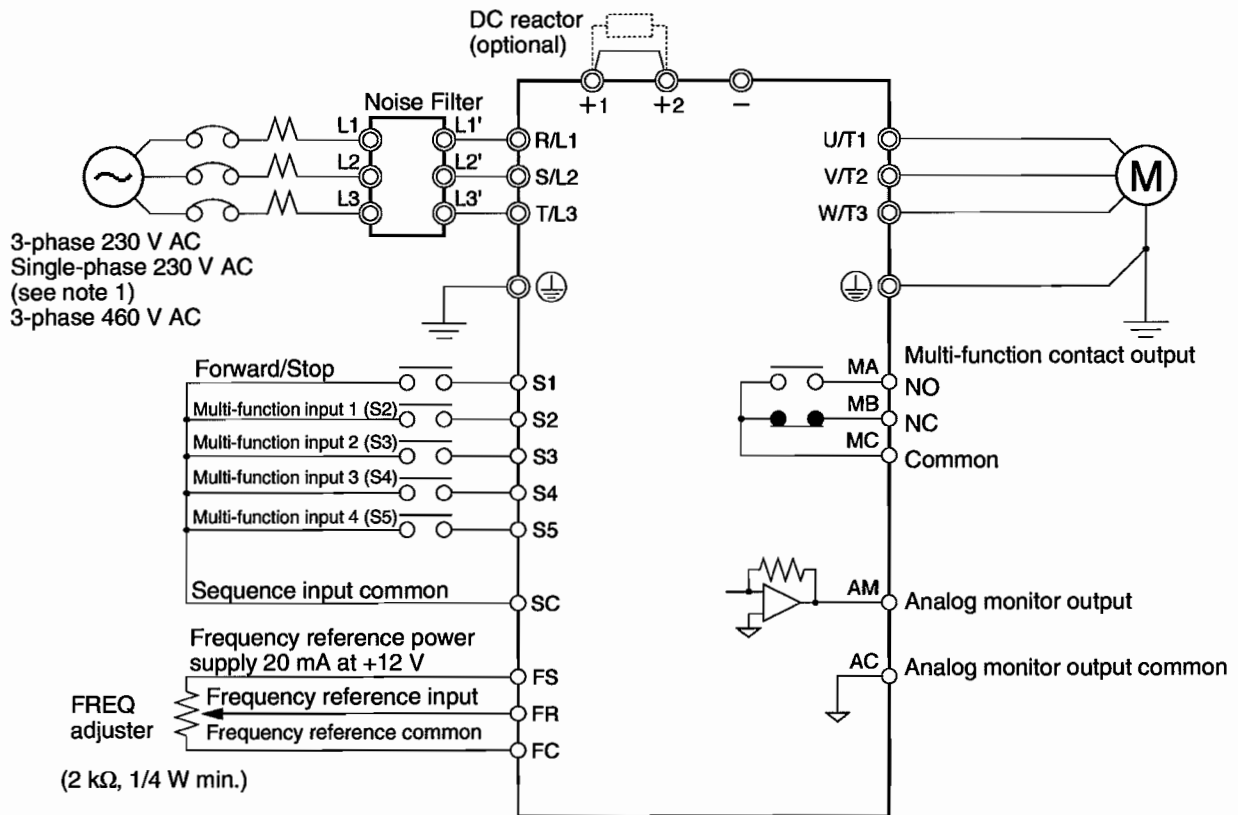 DC reactor
(optional)
+1 +2 −
Noise Filter
L1 L1' R/L1 U/T1
L2 L2' S/L2 V/T2 M
L3 L3' T/L3 W/T3
3-phase 230 V AC
Single-phase 230 V AC
(see note 1)
3-phase 460 V AC
Forward/Stop S1
Multi-function input 1 (S2) S2
Multi-function input 2 (S3) S3
Multi-function input 3 (S4) S4
Multi-function input 4 (S5) S5
Sequence input common SC
Multi-function contact output
MA NO
MB NC
MC Common
AM Analog monitor output
AC Analog monitor output common
Frequency reference power
supply 20 mA at +12 V FS
FREQ
adjuster
Frequency reference input FR
Frequency reference common FC
(2 kΩ, 1/4 W min.)